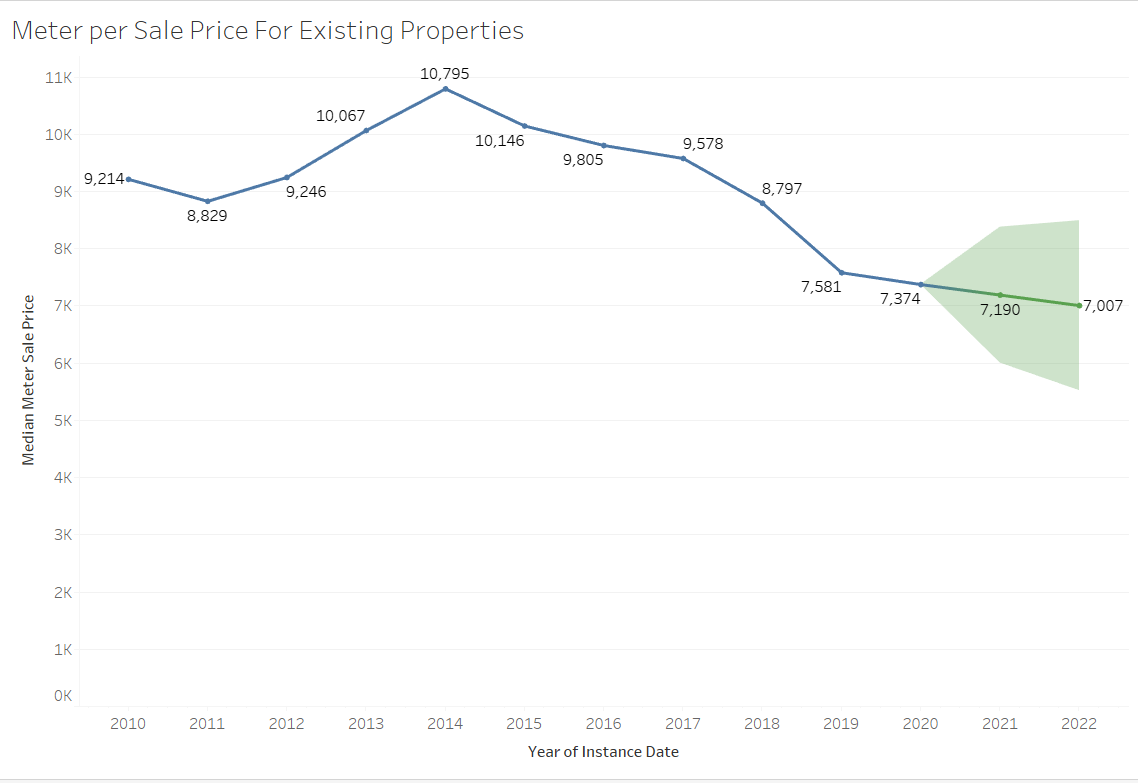 Meter per Sale Price For Existing Properties
Median Meter Sale Price
11K
10K
9K
8K
7K
6K
5K
4K
3K
2K
1K
0K
9,214
8,829
9,246
10,067
10,795
10,146
9,805
9,578
8,797
7,581
7,374
7,190
7,007
2010 2011 2012 2013 2014 2015 2016 2017 2018 2019 2020 2021 2022
Year of Instance Date